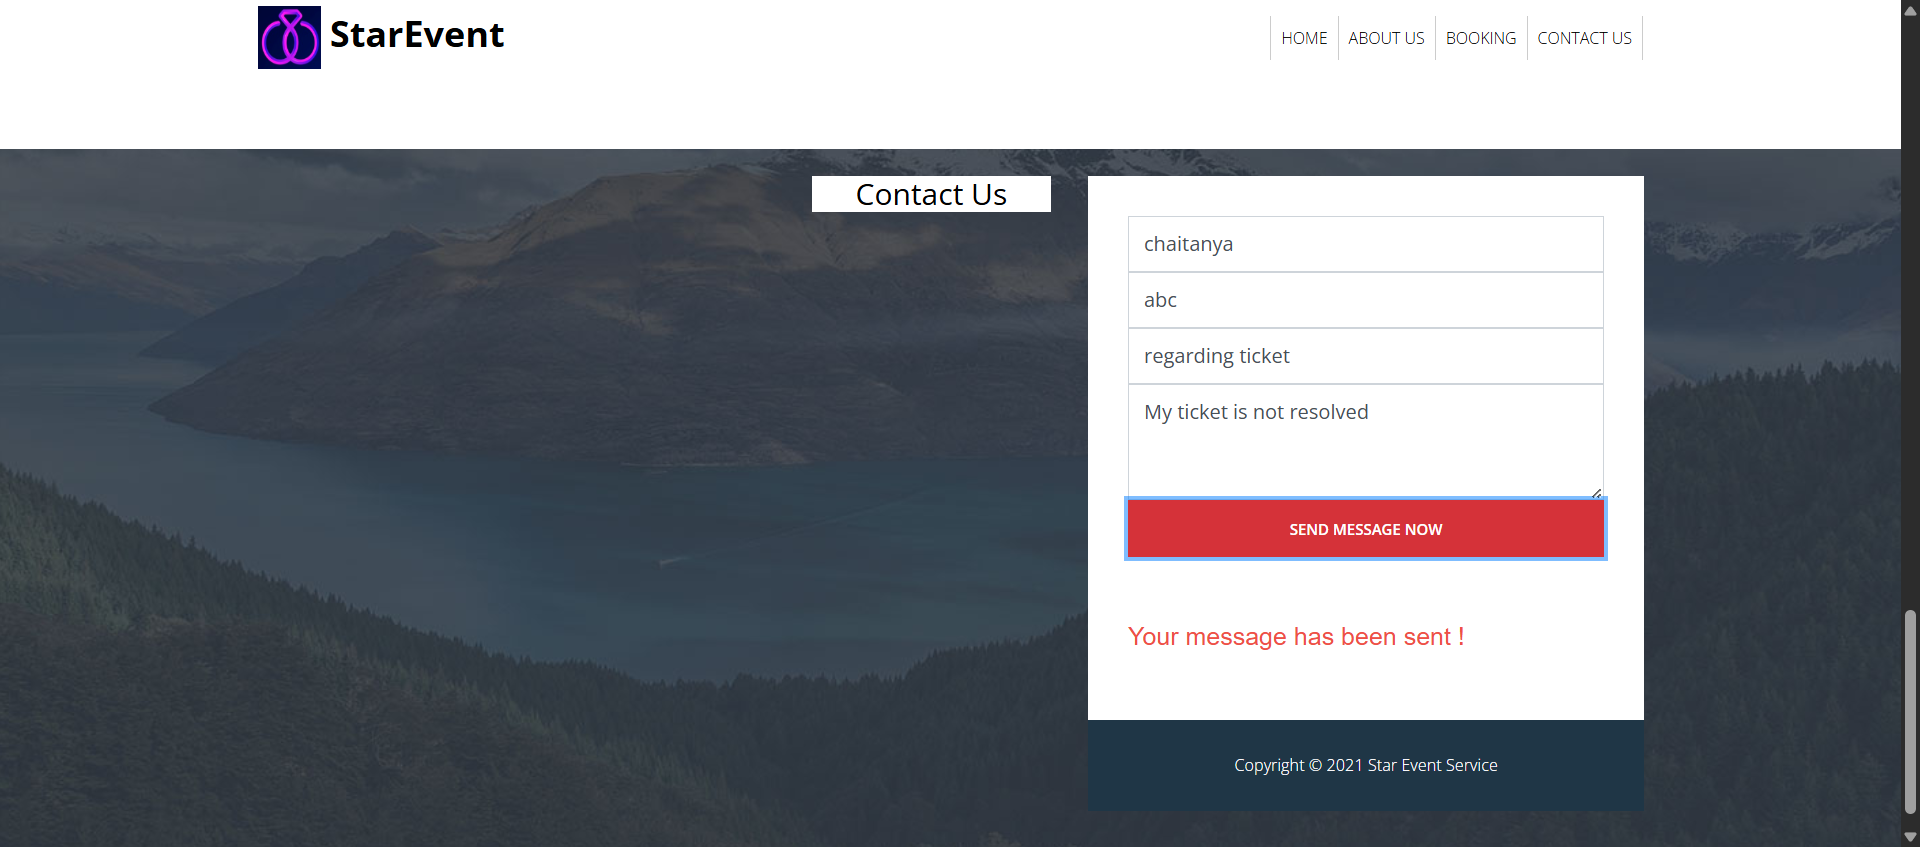 StarEvent
HOME
ABOUT US
BOOKING
CONTACT US
Contact Us
chaitanya
abc
regarding ticket
My ticket is not resolved
SEND MESSAGE NOW
Your message has been sent !
Copyright © 2021 Star Event Service